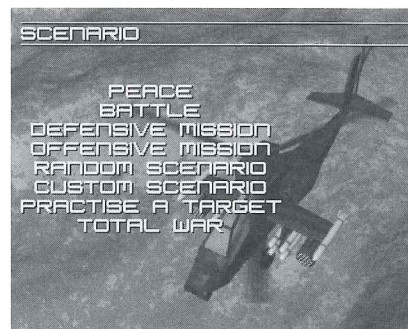 SCENARIO
PEACE
BATTLE
DEFENSIVE MISSION
OFFENSIVE MISSION
RANDOM SCENARIO
CUSTOM SCENARIO
PRACTISE A TARGET
TOTAL WAR